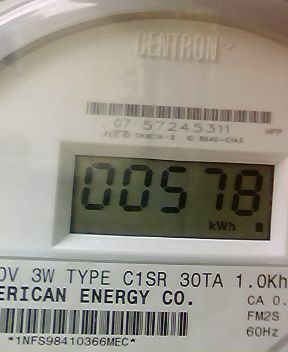 CENTRON®
07 57245311
00578
kWh
0V 3W TYPE C1SR 30TA 1.0Kh
ERICAN ENERGY CO.
CA 0.
FM2S
*1NFS98410366MEC*
60Hz